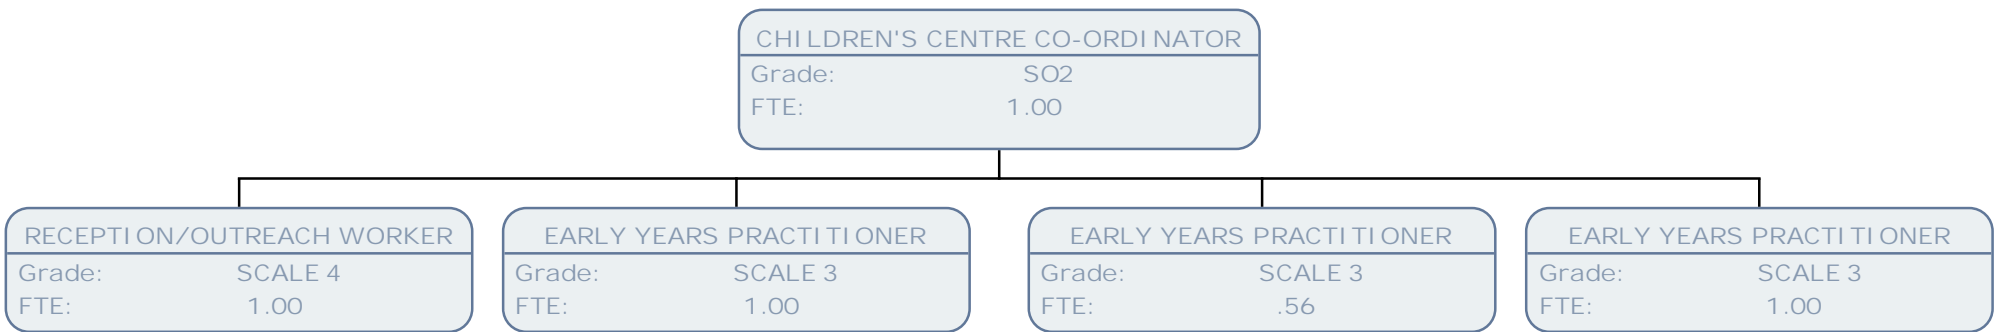 CHILDREN'S CENTRE CO-ORDINATOR
Grade: SO2
FTE: 1.00
RECEPTION/OUTREACH WORKER
Grade: SCALE 4
FTE: 1.00
EARLY YEARS PRACTITIONER
Grade: SCALE 3
FTE: 1.00
EARLY YEARS PRACTITIONER
Grade: SCALE 3
FTE: .56
EARLY YEARS PRACTITIONER
Grade: SCALE 3
FTE: 1.00